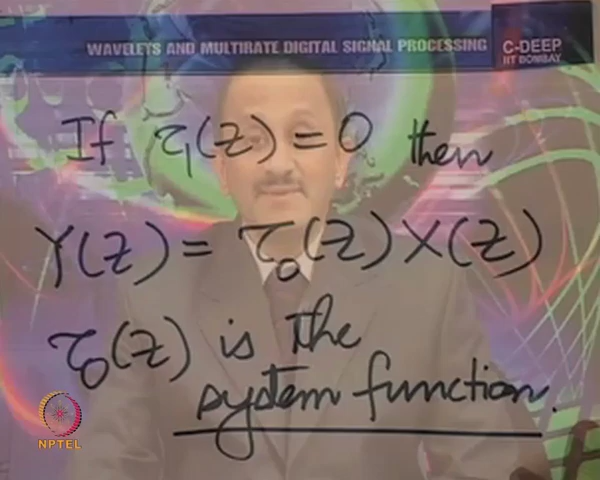 WAVELETS AND MULTIRATE DIGITAL SIGNAL PROCESSING
C-DEEP
IIT BOMBAY
If τ₁(z) = 0 then
Y(z) = τ₀(z) X(z)
τ₀(z) is the
system function.
NPTEL